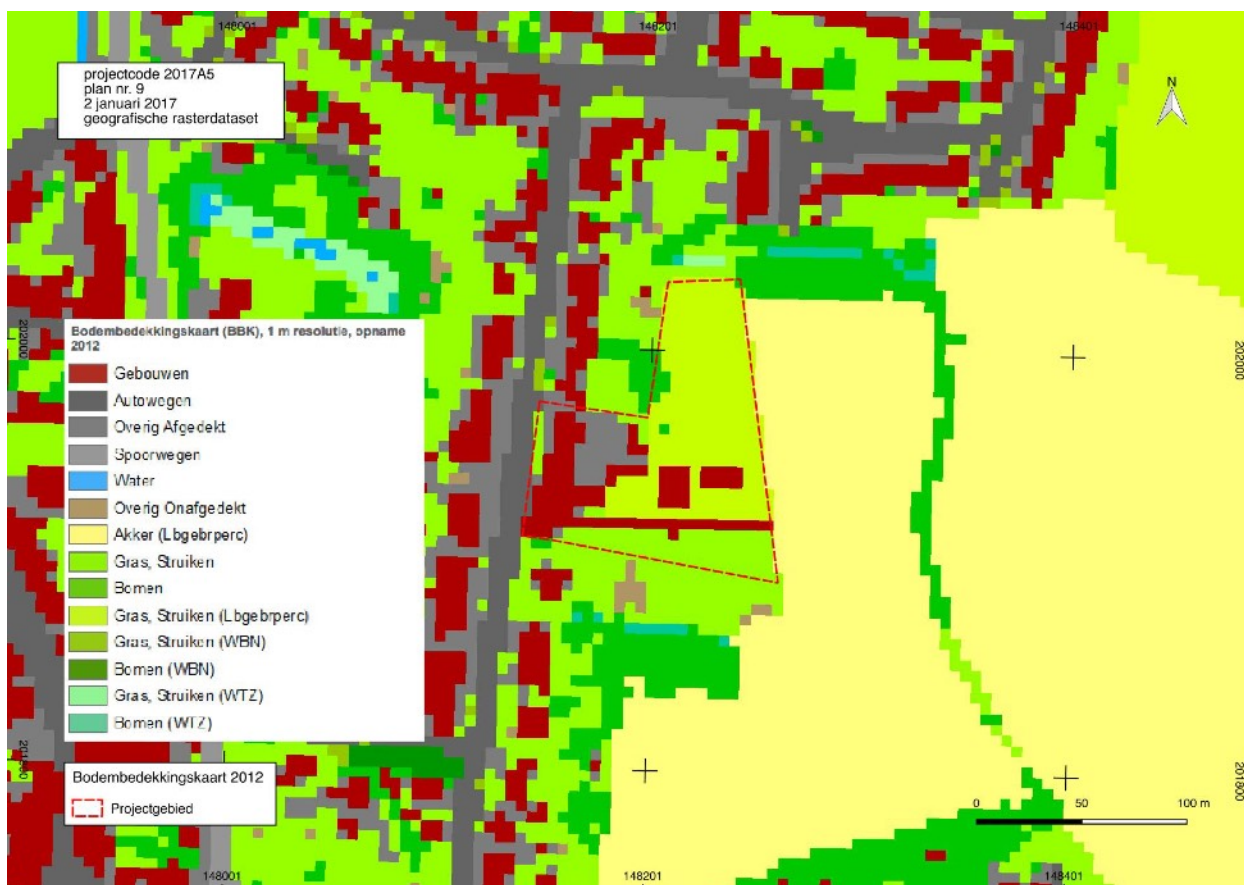 148001
148201
148401
projectcode 2017A5
plan nr. 9
2 januari 2017
geografische rasterdataset
N
Bodembedekkingskaart (BBK), 1 m resolutie, opname
2012
Gebouwen
Autowegen
Overig Afgedekt
Spoorwegen
Water
Overig Onafgedekt
Akker (Lbgebrperc)
Gras, Struiken
Bomen
Gras, Struiken (Lbgebrperc)
Gras, Struiken (WBN)
Bomen (WBN)
Gras, Struiken (WTZ)
Bomen (WTZ)
202000
202000
Bodembedekkingskaart 2012
Projectgebied
201800
201800
0 50 100 m
148001
148201
148401